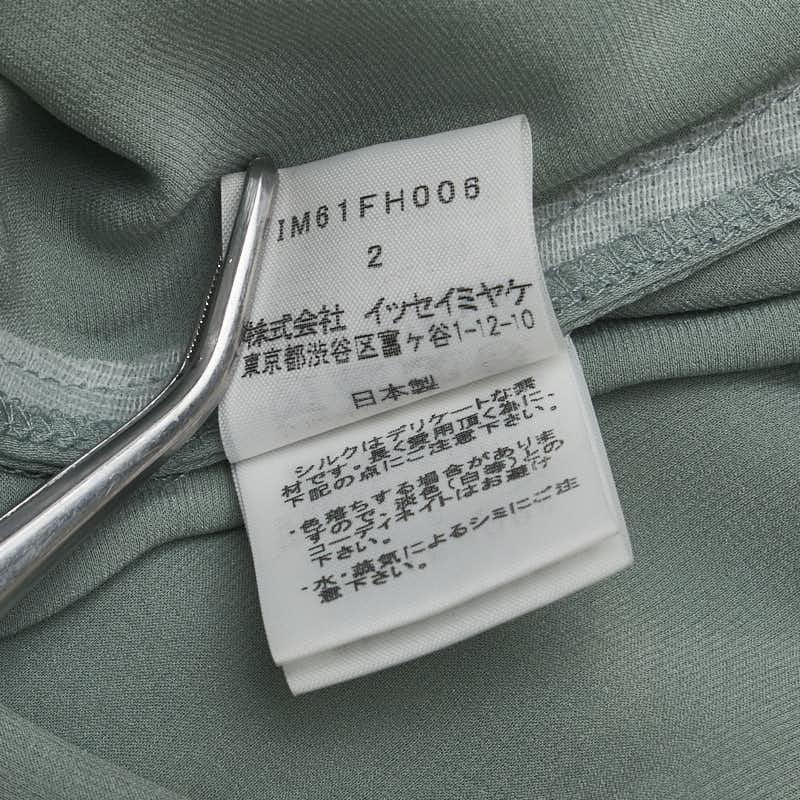 IM61FH006
2
株式会社 イッセイミヤケ
東京都渋谷区富ヶ谷1-12-10
日本製
シルクはデリケートな素
材です・長く愛用頂く為に、
下記の点にご注意下さい。
・色落ちする場合がありま
すので、淡色(白等)との
コーディネイトはお避け
下さい。
・水・蒸気によるシミにご注
意下さい。